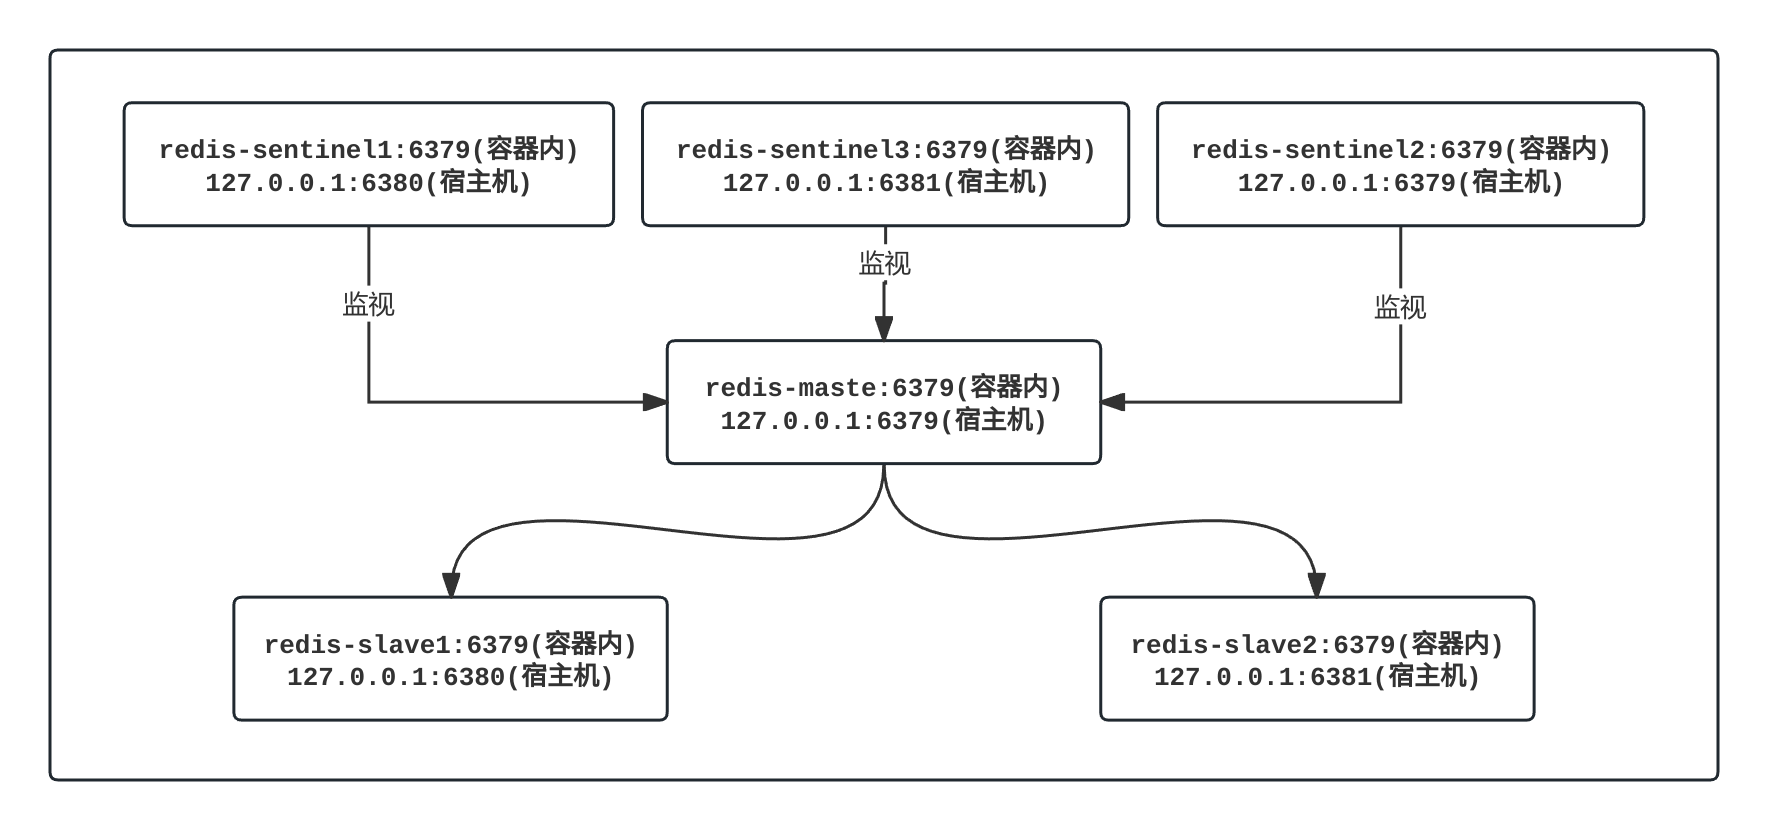 redis-sentinel1:6379(容器内)
127.0.0.1:6380(宿主机)
redis-sentinel3:6379(容器内)
127.0.0.1:6381(宿主机)
redis-sentinel2:6379(容器内)
127.0.0.1:6379(宿主机)
监视
监视
监视
redis-maste:6379(容器内)
127.0.0.1:6379(宿主机)
redis-slave1:6379(容器内)
127.0.0.1:6380(宿主机)
redis-slave2:6379(容器内)
127.0.0.1:6381(宿主机)